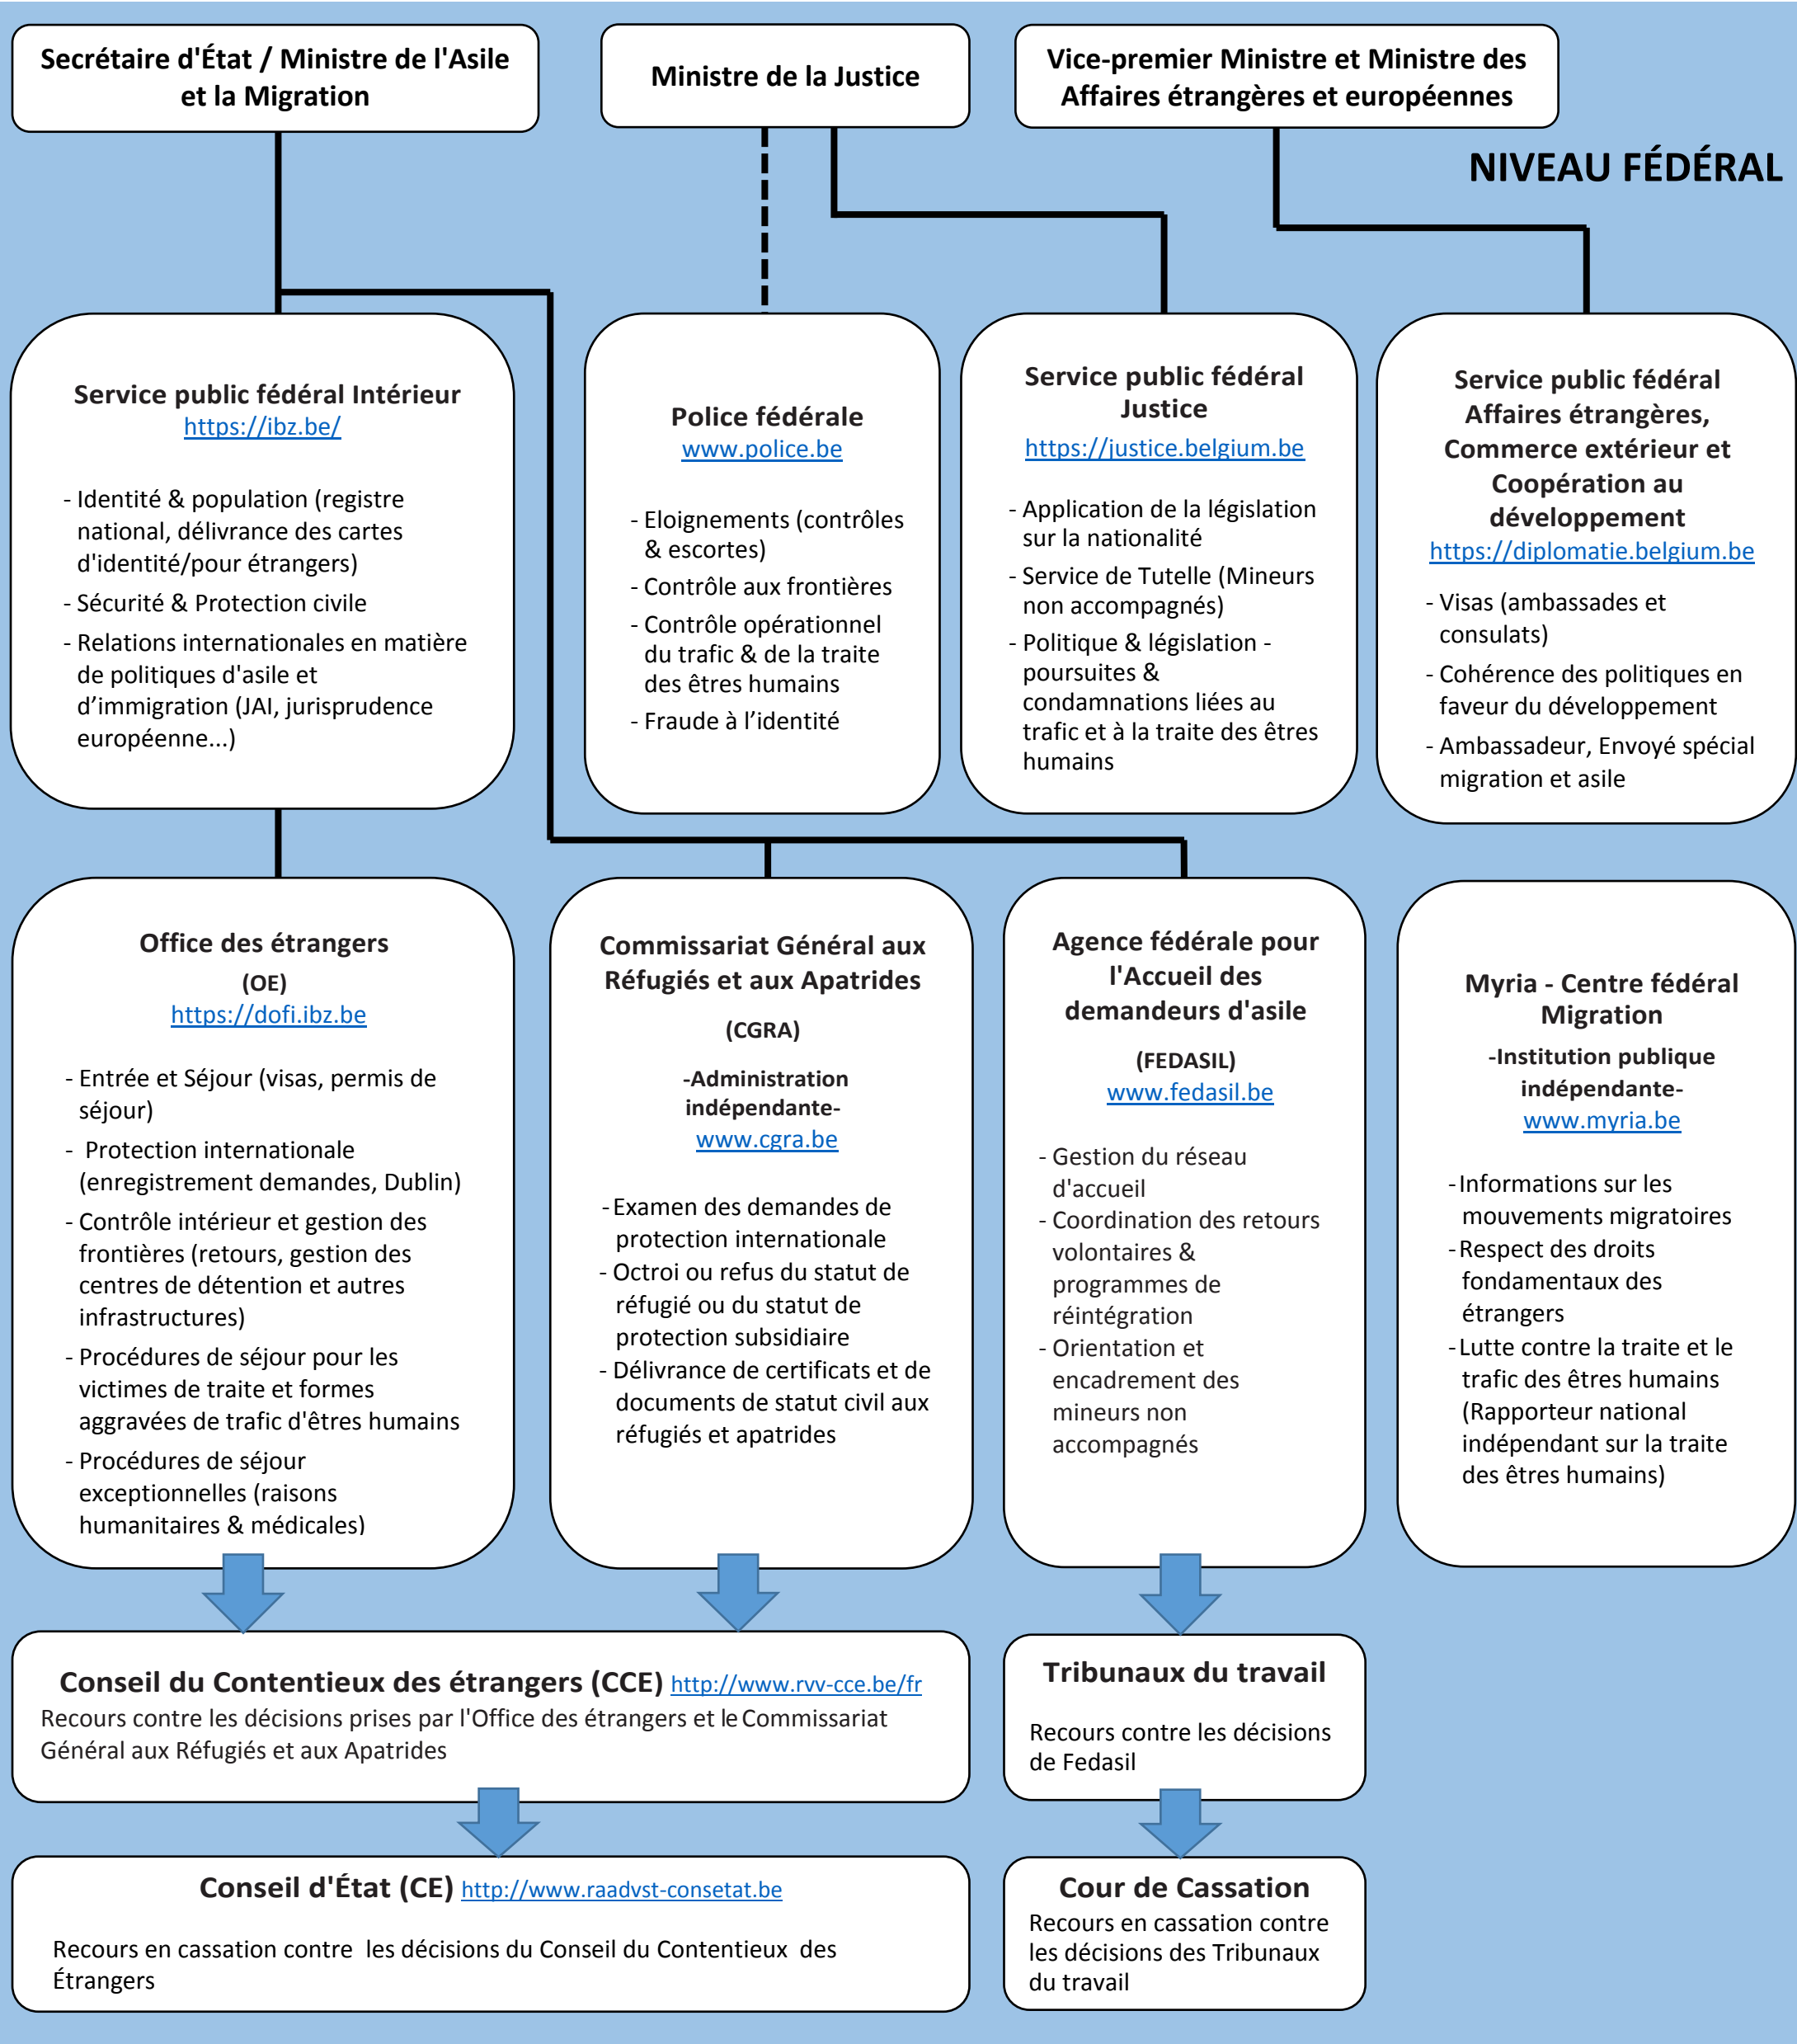 Secrétaire d'État / Ministre de l'Asile
et la Migration
Ministre de la Justice
Vice-premier Ministre et Ministre des
Affaires étrangères et européennes
NIVEAU FÉDÉRAL
Service public fédéral Intérieur
https://ibz.be/
- Identité & population (registre
national, délivrance des cartes
d'identité/pour étrangers)
- Sécurité & Protection civile
- Relations internationales en matière
de politiques d'asile et
d’immigration (JAI, jurisprudence
européenne...)
Police fédérale
www.police.be
- Eloignements (contrôles
& escortes)
- Contrôle aux frontières
- Contrôle opérationnel
du trafic & de la traite
des êtres humains
- Fraude à l’identité
Service public fédéral
Justice
https://justice.belgium.be
- Application de la législation
sur la nationalité
- Service de Tutelle (Mineurs
non accompagnés)
- Politique & législation -
poursuites &
condamnations liées au
trafic et à la traite des êtres
humains
Service public fédéral
Affaires étrangères,
Commerce extérieur et
Coopération au
développement
https://diplomatie.belgium.be
- Visas (ambassades et
consulats)
- Cohérence des politiques en
faveur du développement
- Ambassadeur, Envoyé spécial
migration et asile
Office des étrangers
(OE)
https://dofi.ibz.be
- Entrée et Séjour (visas, permis de
séjour)
- Protection internationale
(enregistrement demandes, Dublin)
- Contrôle intérieur et gestion des
frontières (retours, gestion des
centres de détention et autres
infrastructures)
- Procédures de séjour pour les
victimes de traite et formes
aggravées de trafic d'êtres humains
- Procédures de séjour
exceptionnelles (raisons
humanitaires & médicales)
Commissariat Général aux
Réfugiés et aux Apatrides
(CGRA)
-Administration
indépendante-
www.cgra.be
- Examen des demandes de
protection internationale
- Octroi ou refus du statut de
réfugié ou du statut de
protection subsidiaire
- Délivrance de certificats et de
documents de statut civil aux
réfugiés et apatrides
Agence fédérale pour
l'Accueil des
demandeurs d'asile
(FEDASIL)
www.fedasil.be
- Gestion du réseau
d'accueil
- Coordination des retours
volontaires &
programmes de
réintégration
- Orientation et
encadrement des
mineurs non
accompagnés
Myria - Centre fédéral
Migration
-Institution publique
indépendante-
www.myria.be
- Informations sur les
mouvements migratoires
- Respect des droits
fondamentaux des
étrangers
- Lutte contre la traite et le
trafic des êtres humains
(Rapporteur national
indépendant sur la traite
des êtres humains)
Conseil du Contentieux des étrangers (CCE) http://www.rvv-cce.be/fr
Recours contre les décisions prises par l'Office des étrangers et le Commissariat
Général aux Réfugiés et aux Apatrides
Tribunaux du travail
Recours contre les décisions
de Fedasil
Conseil d'État (CE) http://www.raadvst-consetat.be
Recours en cassation contre les décisions du Conseil du Contentieux des
Étrangers
Cour de Cassation
Recours en cassation contre
les décisions des Tribunaux
du travail